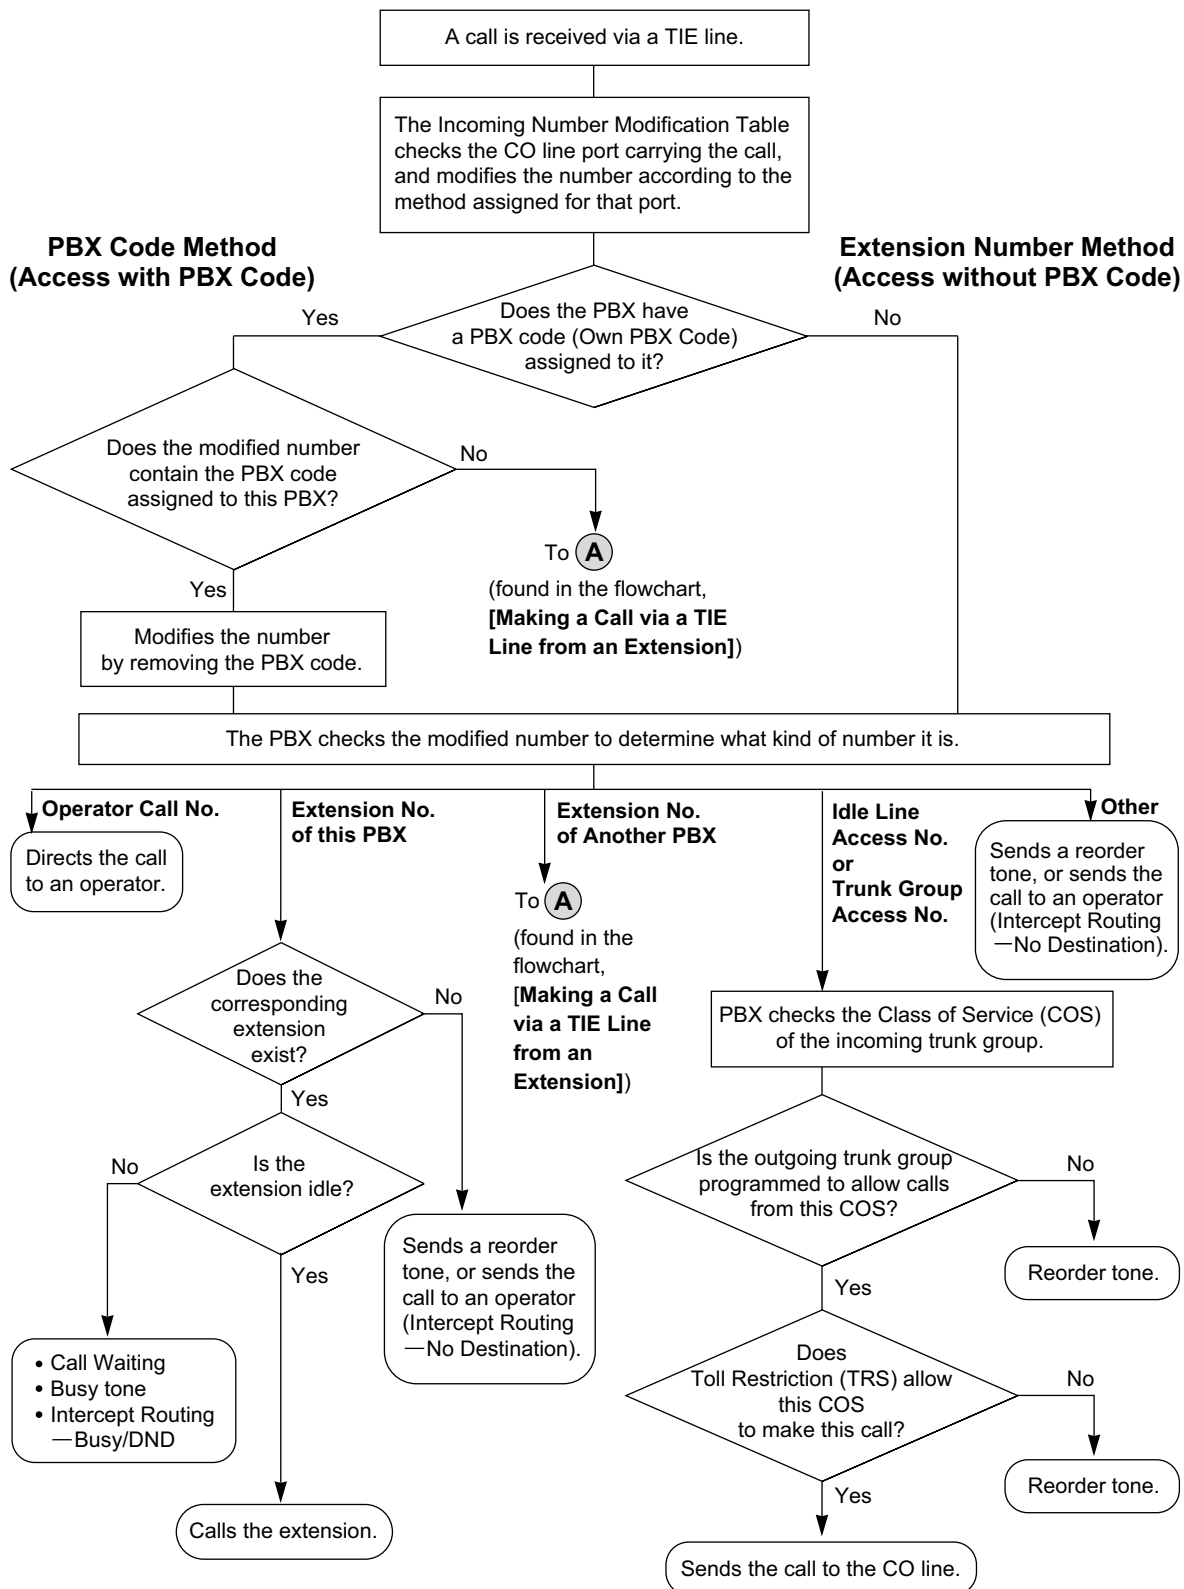 A call is received via a TIE line.
The Incoming Number Modification Table
checks the CO line port carrying the call,
and modifies the number according to the
method assigned for that port.
PBX Code Method
(Access with PBX Code)
Extension Number Method
(Access without PBX Code)
Yes
Does the PBX have
a PBX code (Own PBX Code)
assigned to it?
No
Does the modified number
contain the PBX code
assigned to this PBX?
No
To A
(found in the flowchart,
[Making a Call via a TIE
Line from an Extension])
Yes
Modifies the number
by removing the PBX code.
The PBX checks the modified number to determine what kind of number it is.
Operator Call No.
Directs the call
to an operator.
Extension No.
of this PBX
Extension No.
of Another PBX
Idle Line
Access No.
or
Trunk Group
Access No.
Other
Sends a reorder
tone, or sends the
call to an operator
(Intercept Routing
—No Destination).
To A
(found in the
flowchart,
[Making a Call
via a TIE Line
from an
Extension])
Does the
corresponding
extension
exist?
No
Yes
PBX checks the Class of Service (COS)
of the incoming trunk group.
No
Is the
extension idle?
Yes
Sends a reorder
tone, or sends the
call to an operator
(Intercept Routing
—No Destination).
Is the outgoing trunk group
programmed to allow calls
from this COS?
No
Reorder tone.
Yes
• Call Waiting
• Busy tone
• Intercept Routing
—Busy/DND
Calls the extension.
Does
Toll Restriction (TRS) allow
this COS
to make this call?
No
Reorder tone.
Yes
Sends the call to the CO line.